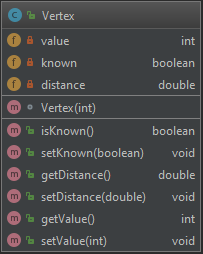 Vertex
value int
known boolean
distance double
Vertex(int)
isKnown() boolean
setKnown(boolean) void
getDistance() double
setDistance(double) void
getValue() int
setValue(int) void